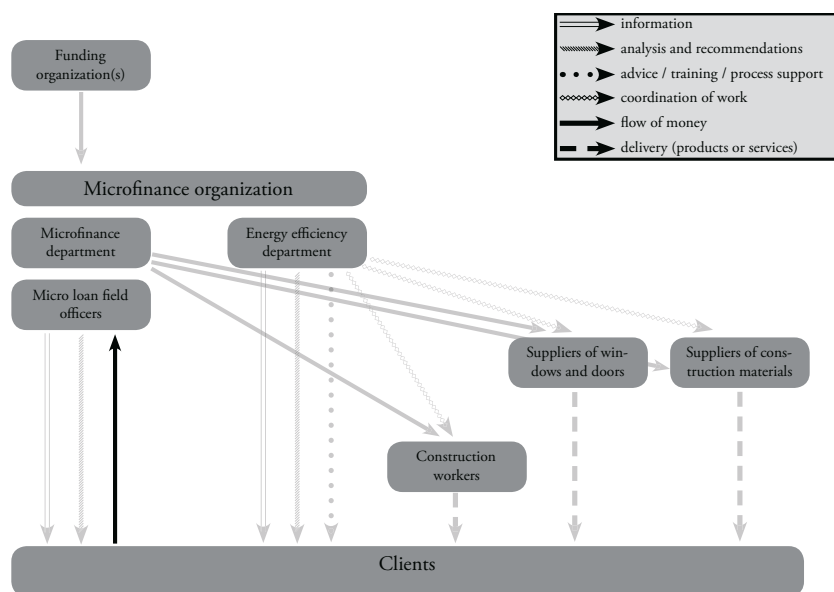 information
analysis and recommendations
advice / training / process support
coordination of work
flow of money
delivery (products or services)
Funding
organization(s)
Microfinance organization
Microfinance
department
Energy efficiency
department
Micro loan field
officers
Suppliers of win-
dows and doors
Suppliers of cons-
truction materials
Construction
workers
Clients